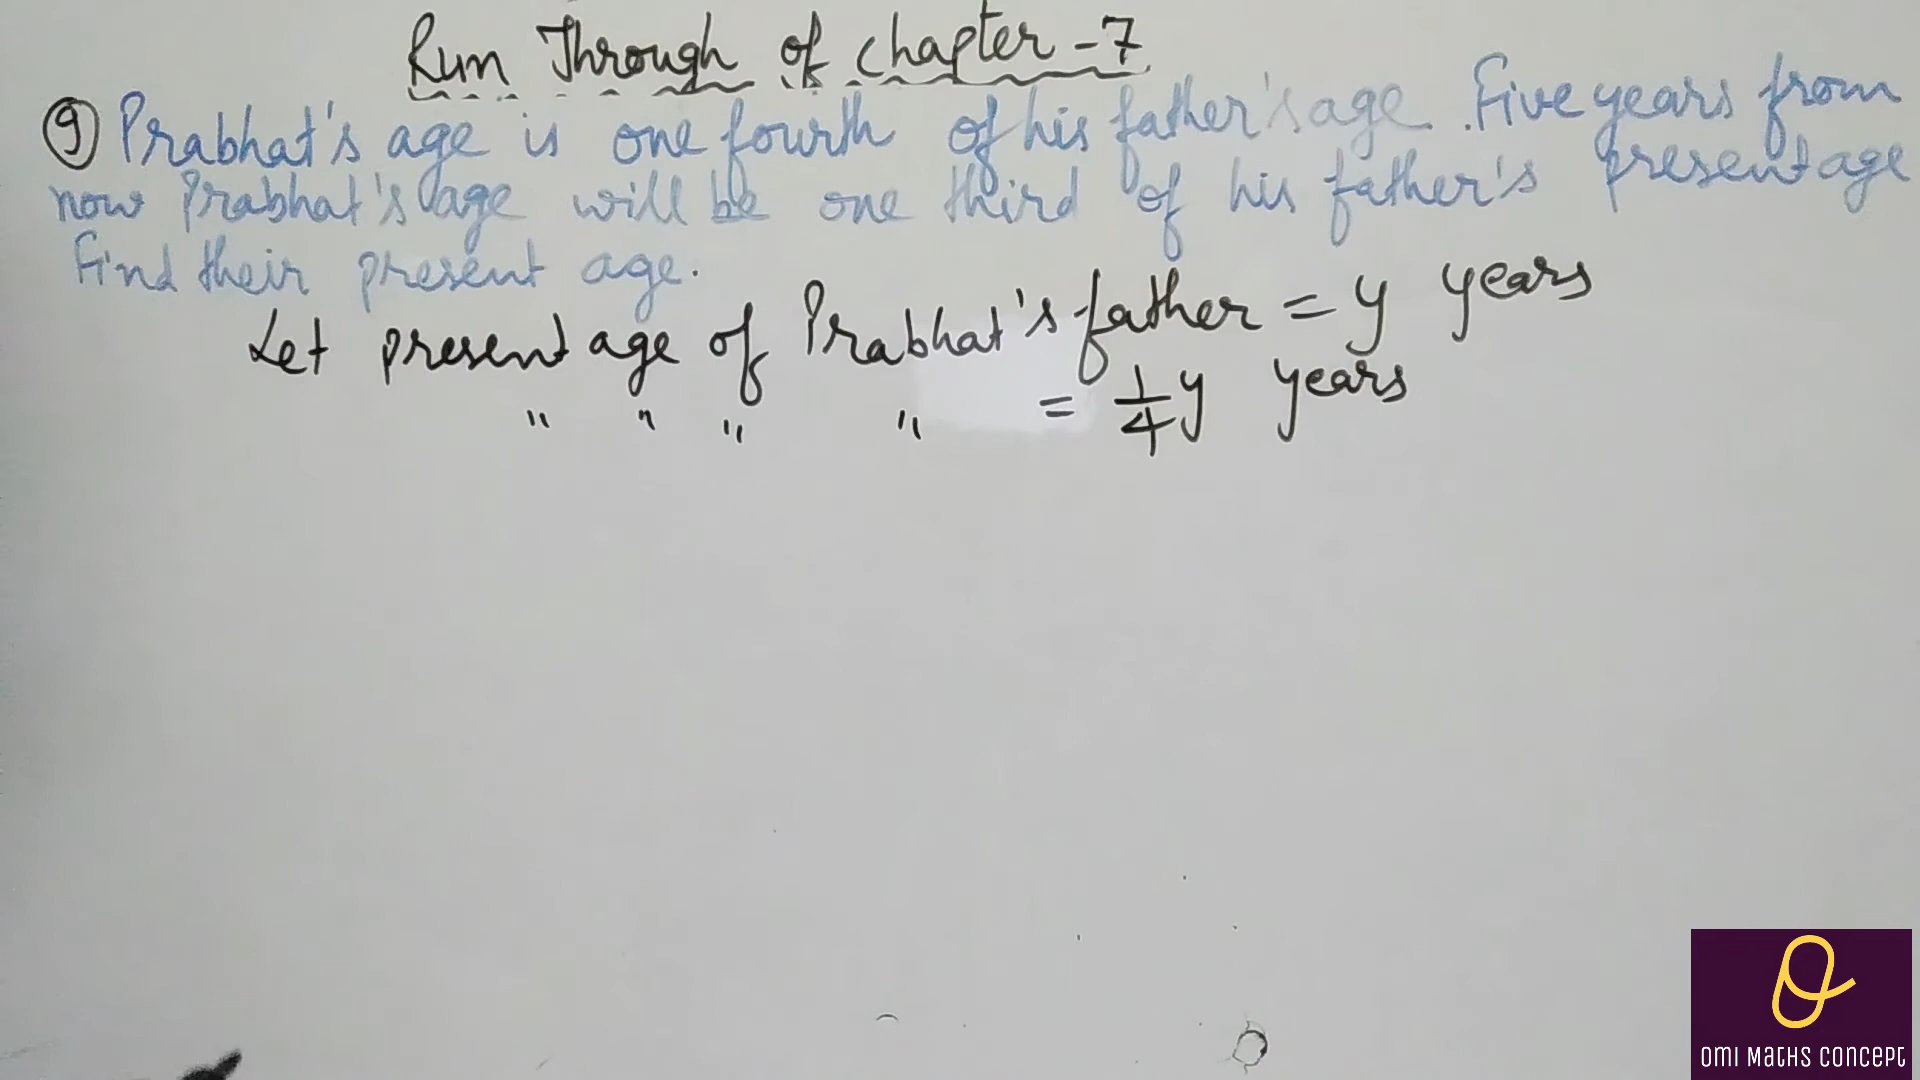 Run Through of chapter-7
9 Prabhat's age is one fourth of his father's age. Five years from
now Prabhat's age will be one third of his father's present age
Find their present age.
Let present age of Prabhat's father = y years
" " " " = 1/4 y years
OMI MATHS CONCEPT